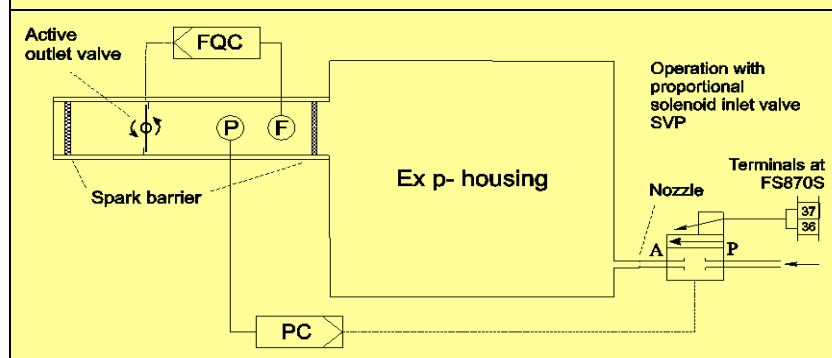 Active
outlet valve
FQC
Operation with
proportional
solenoid inlet valve
SVP
P
F
Ex p- housing
Terminals at
FS870S
Spark barrier
Nozzle
37
36
A
P
PC